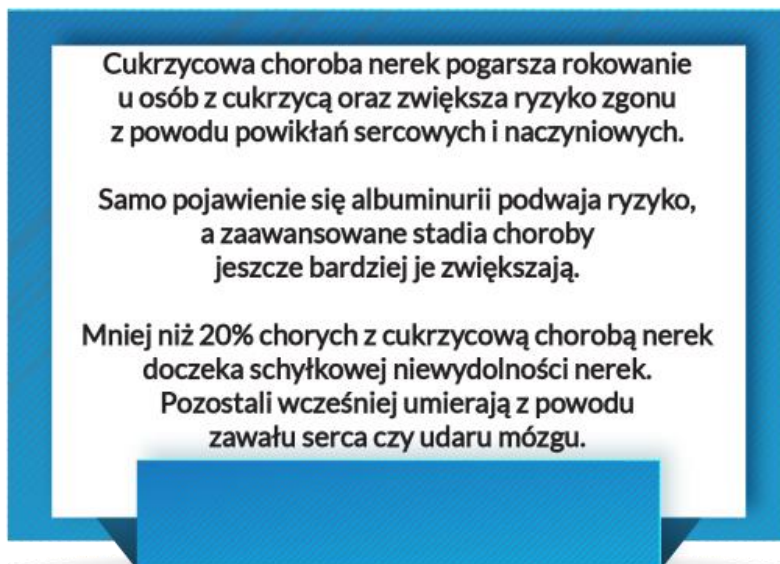 Cukrzycowa choroba nerek pogarsza rokowanie
u osób z cukrzycą oraz zwiększa ryzyko zgonu
z powodu powikłań sercowych i naczyniowych.
Samo pojawienie się albuminurii podwaja ryzyko,
a zaawansowane stadia choroby
jeszcze bardziej je zwiększają.
Mniej niż 20% chorych z cukrzycową chorobą nerek
doczeka schyłkowej niewydolności nerek.
Pozostali wcześniej umierają z powodu
zawału serca czy udaru mózgu.